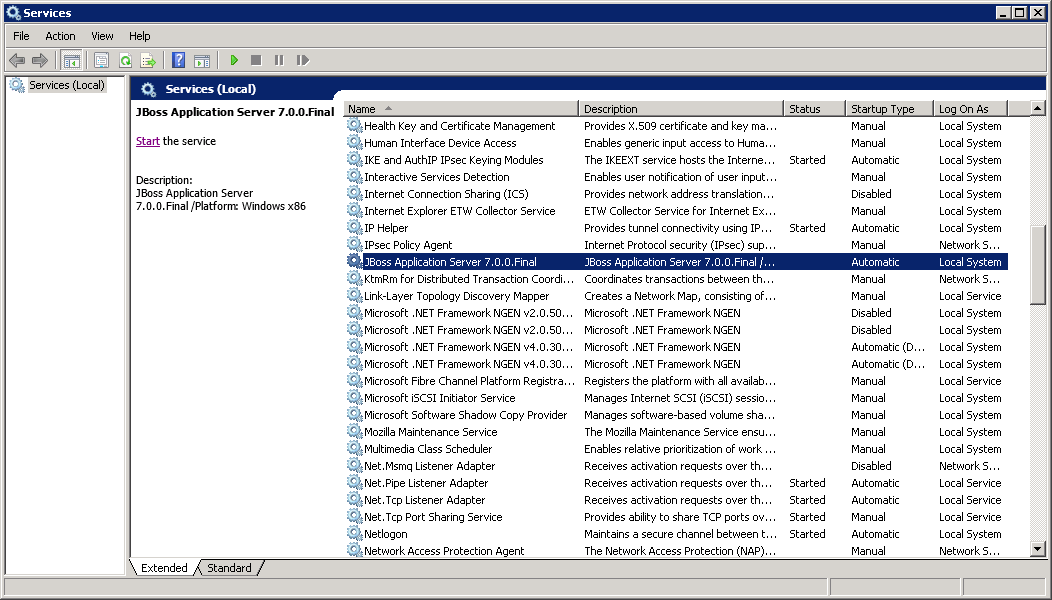 Services
File Action View Help
Services (Local)
Services (Local)
JBoss Application Server 7.0.0.Final
Start the service
Description:
JBoss Application Server
7.0.0.Final /Platform: Windows x86
Name Description Status Startup Type Log On As
Health Key and Certificate Management Provides X.509 certificate and key ma... Manual Local System
Human Interface Device Access Enables generic input access to Huma... Manual Local System
IKE and AuthIP IPsec Keying Modules The IKEEXT service hosts the Interne... Started Automatic Local System
Interactive Services Detection Enables user notification of user input... Manual Local System
Internet Connection Sharing (ICS) Provides network address translation... Disabled Local System
Internet Explorer ETW Collector Service ETW Collector Service for Internet Ex... Manual Local System
IP Helper Provides tunnel connectivity using IP... Started Automatic Local System
IPsec Policy Agent Internet Protocol security (IPsec) sup... Manual Network S...
JBoss Application Server 7.0.0.Final JBoss Application Server 7.0.0.Final /... Automatic Local System
KtmRm for Distributed Transaction Coordi... Coordinates transactions between th... Manual Network S...
Link-Layer Topology Discovery Mapper Creates a Network Map, consisting of... Manual Local Service
Microsoft .NET Framework NGEN v2.0.50... Microsoft .NET Framework NGEN Disabled Local System
Microsoft .NET Framework NGEN v2.0.50... Microsoft .NET Framework NGEN Disabled Local System
Microsoft .NET Framework NGEN v4.0.30... Microsoft .NET Framework NGEN Automatic (D... Local System
Microsoft .NET Framework NGEN v4.0.30... Microsoft .NET Framework NGEN Automatic (D... Local System
Microsoft Fibre Channel Platform Registra... Registers the platform with all availab... Manual Local Service
Microsoft iSCSI Initiator Service Manages Internet SCSI (iSCSI) sessio... Manual Local System
Microsoft Software Shadow Copy Provider Manages software-based volume sha... Manual Local System
Mozilla Maintenance Service The Mozilla Maintenance Service ensu... Manual Local System
Multimedia Class Scheduler Enables relative prioritization of work ... Manual Local System
Net.Msmq Listener Adapter Receives activation requests over th... Disabled Network S...
Net.Pipe Listener Adapter Receives activation requests over th... Started Automatic Local Service
Net.Tcp Listener Adapter Receives activation requests over th... Started Automatic Local Service
Net.Tcp Port Sharing Service Provides ability to share TCP ports ov... Started Manual Local Service
Netlogon Maintains a secure channel between t... Started Automatic Local System
Network Access Protection Agent The Network Access Protection (NAP)... Manual Network S...
Extended Standard